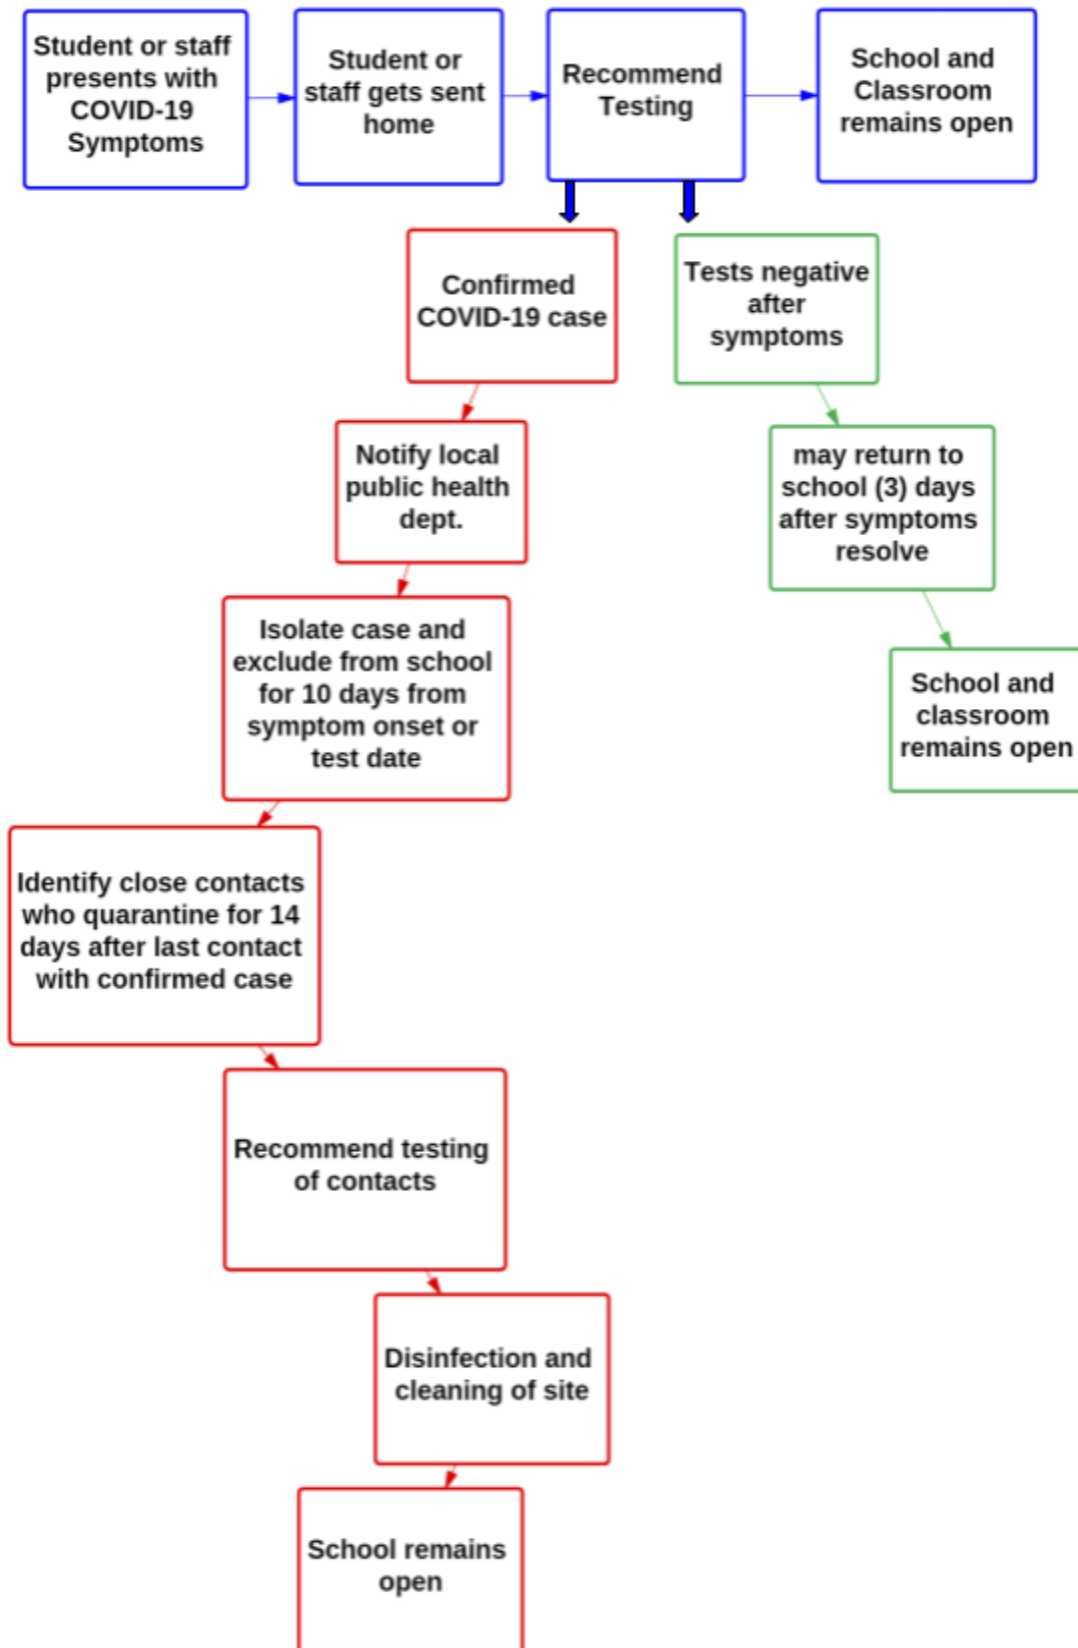 Student or staff
presents with
COVID-19
Symptoms
Student or
staff gets sent
home
Recommend
Testing
School and
Classroom
remains open
Confirmed
COVID-19 case
Tests negative
after
symptoms
Notify local
public health
dept.
may return to
school (3) days
after symptoms
resolve
Isolate case and
exclude from school
for 10 days from
symptom onset or
test date
School and
classroom
remains open
Identify close contacts
who quarantine for 14
days after last contact
with confirmed case
Recommend testing
of contacts
Disinfection and
cleaning of site
School remains
open